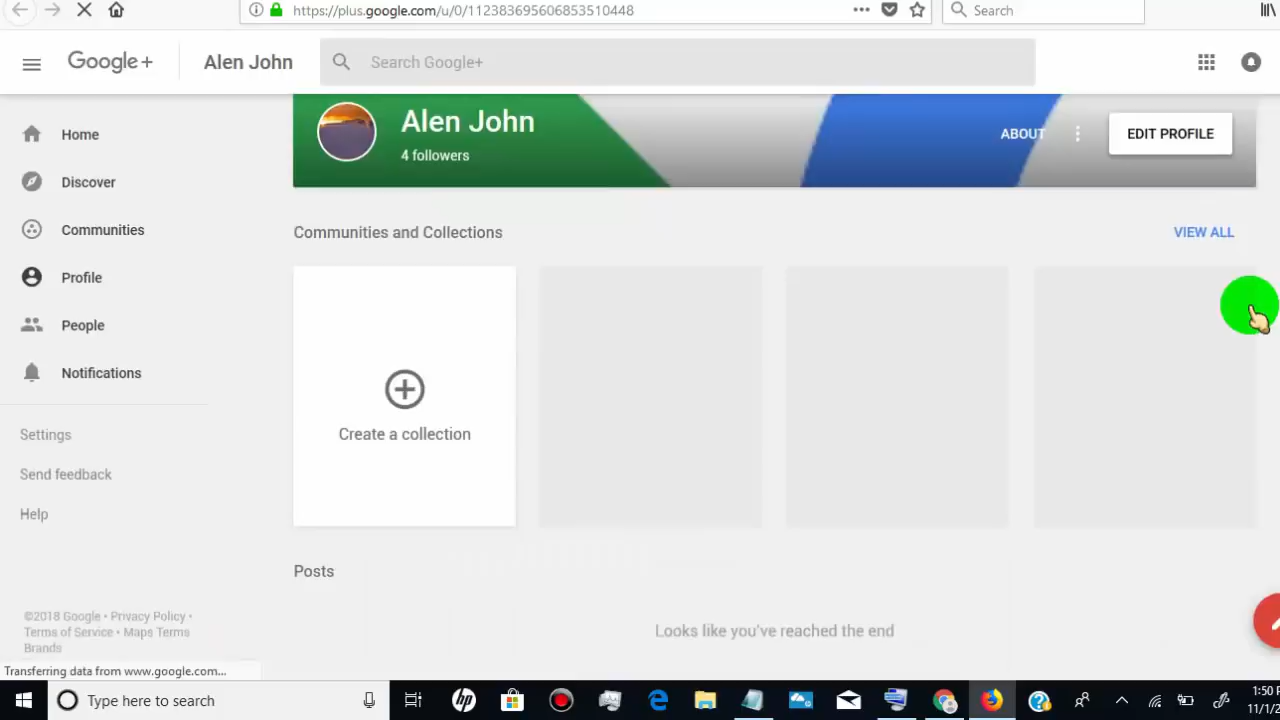 https://plus.google.com/u/0/112383695606853510448
Search
Google+
Alen John
Search Google+
Alen John
4 followers
ABOUT
EDIT PROFILE
Home
Discover
Communities
Profile
People
Notifications
Settings
Send feedback
Help
Communities and Collections
VIEW ALL
Create a collection
Posts
Looks like you've reached the end
©2018 Google • Privacy Policy •
Terms of Service • Maps Terms
Brands
Transferring data from www.google.com...
Type here to search
hp
1:50 P
11/1/2